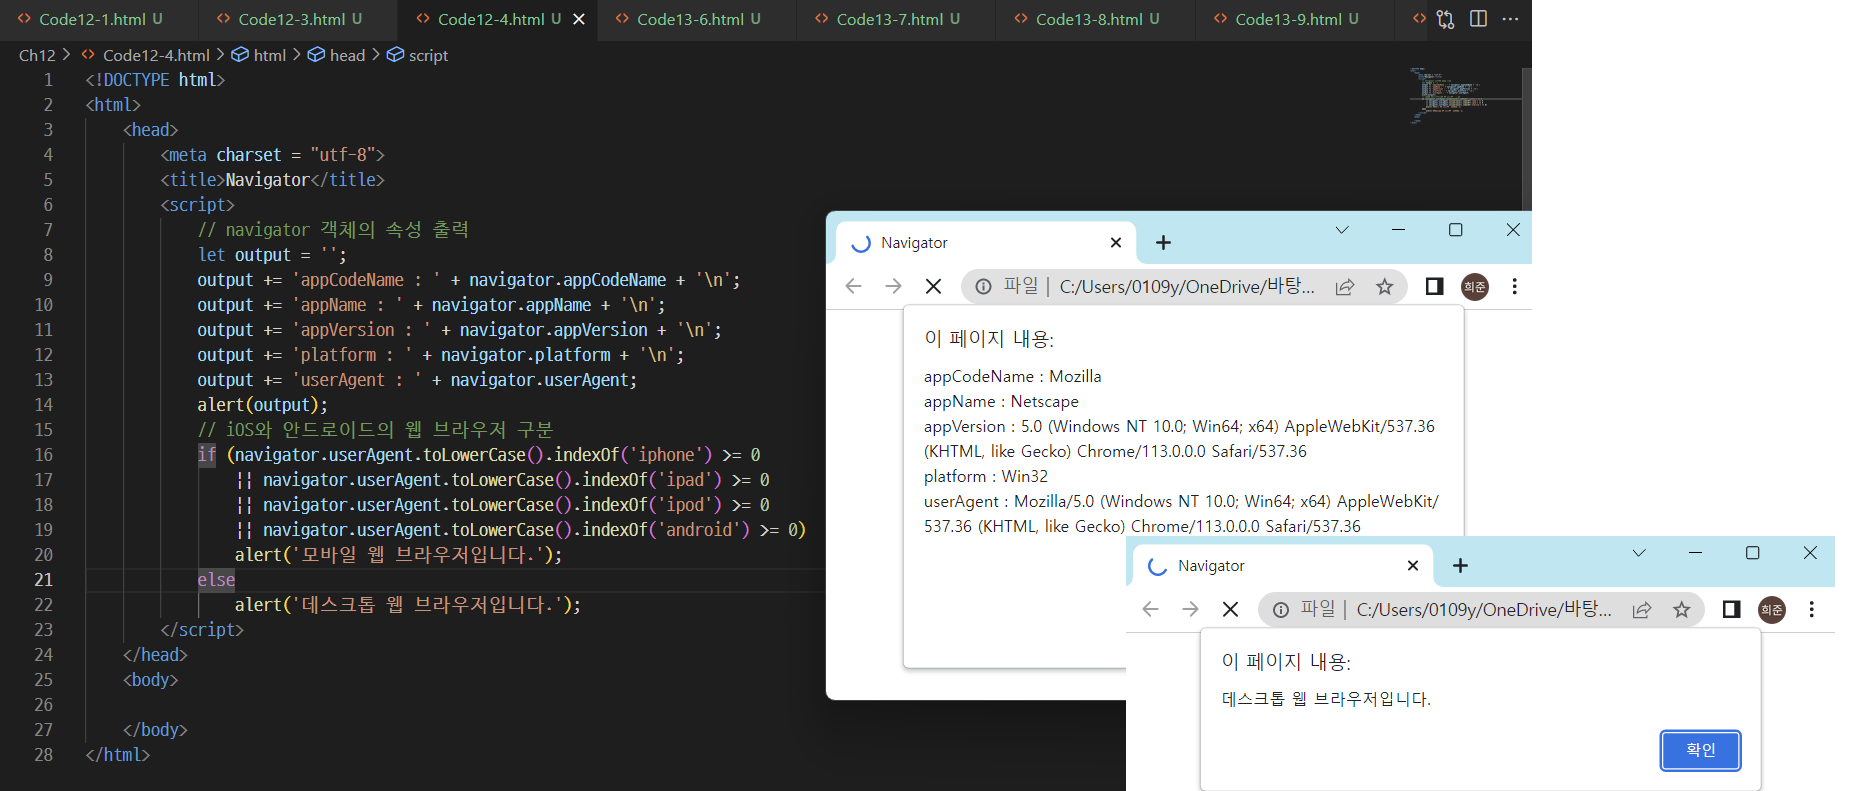 Code12-1.html U
Code12-3.html U
Code12-4.html U
Code13-6.html U
Code13-7.html U
Code13-8.html U
Code13-9.html U
Ch12 > Code12-4.html > html > head > script
1 <!DOCTYPE html>
2 <html>
3 <head>
4 <meta charset = "utf-8">
5 <title>Navigator</title>
6 <script>
7 // navigator 객체의 속성 출력
8 let output = '';
9 output += 'appCodeName : ' + navigator.appCodeName + '\n';
10 output += 'appName : ' + navigator.appName + '\n';
11 output += 'appVersion : ' + navigator.appVersion + '\n';
12 output += 'platform : ' + navigator.platform + '\n';
13 output += 'userAgent : ' + navigator.userAgent;
14 alert(output);
15 // iOS와 안드로이드의 웹 브라우저 구분
16 if (navigator.userAgent.toLowerCase().indexOf('iphone') >= 0
17 || navigator.userAgent.toLowerCase().indexOf('ipad') >= 0
18 || navigator.userAgent.toLowerCase().indexOf('ipod') >= 0
19 || navigator.userAgent.toLowerCase().indexOf('android') >= 0)
20 alert('모바일 웹 브라우저입니다.');
21 else
22 alert('데스크톱 웹 브라우저입니다.');
23 </script>
24 </head>
25 <body>
26
27 </body>
28 </html>
Navigator
파일 | C:/Users/0109y/OneDrive/바탕...
희준
이 페이지 내용:
appCodeName : Mozilla
appName : Netscape
appVersion : 5.0 (Windows NT 10.0; Win64; x64) AppleWebKit/537.36
(KHTML, like Gecko) Chrome/113.0.0.0 Safari/537.36
platform : Win32
userAgent : Mozilla/5.0 (Windows NT 10.0; Win64; x64) AppleWebKit/
537.36 (KHTML, like Gecko) Chrome/113.0.0.0 Safari/537.36
Navigator
파일 | C:/Users/0109y/OneDrive/바탕...
희준
이 페이지 내용:
데스크톱 웹 브라우저입니다.
확인